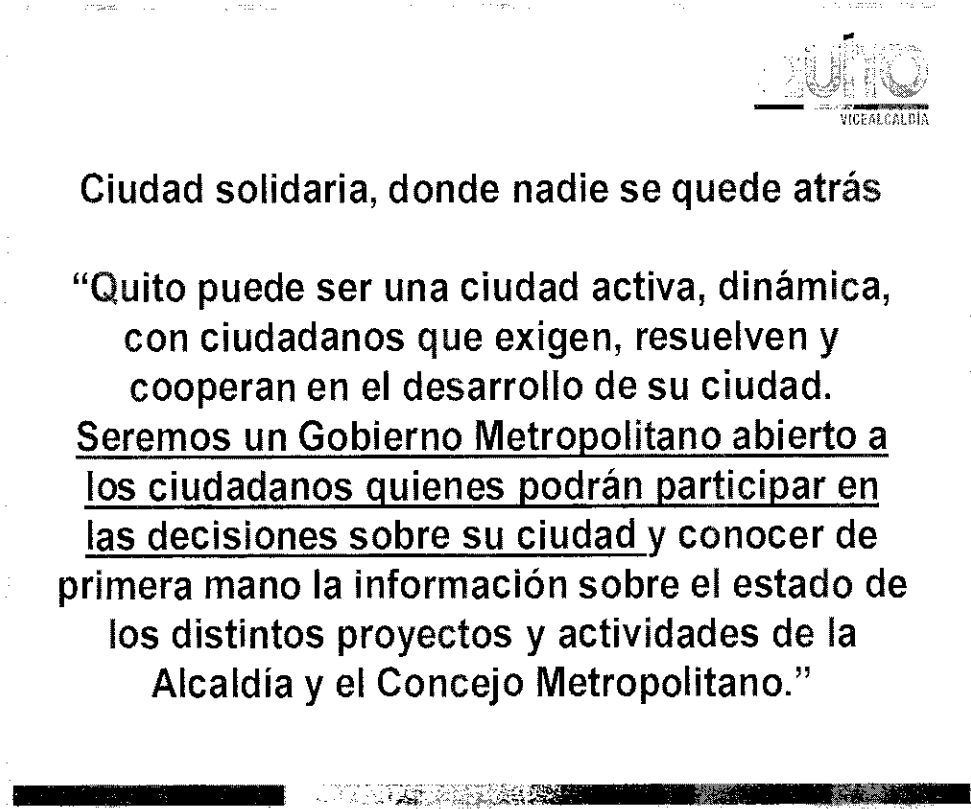 QUITO
VICEALCALDÍA
Ciudad solidaria, donde nadie se quede atrás
“Quito puede ser una ciudad activa, dinámica,
con ciudadanos que exigen, resuelven y
cooperan en el desarrollo de su ciudad.
Seremos un Gobierno Metropolitano abierto a
los ciudadanos quienes podrán participar en
las decisiones sobre su ciudad y conocer de
primera mano la información sobre el estado de
los distintos proyectos y actividades de la
Alcaldía y el Concejo Metropolitano.”